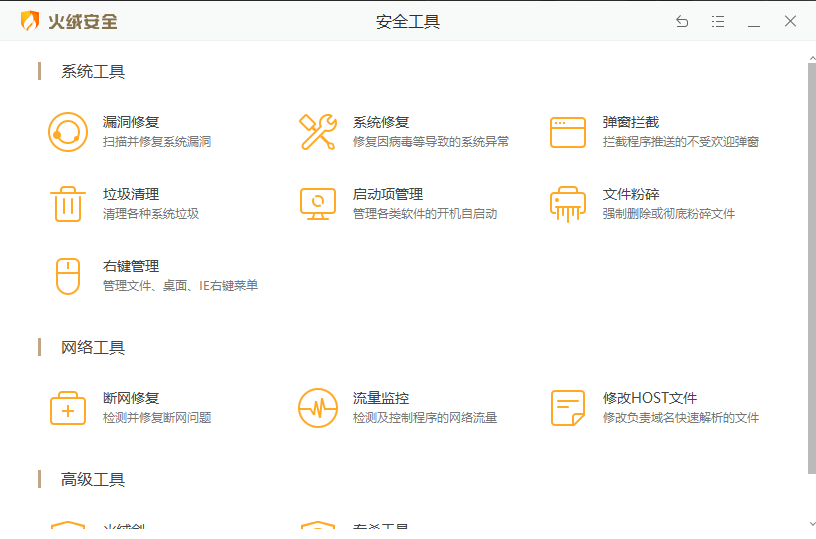 火绒安全
安全工具
系统工具
漏洞修复
扫描并修复系统漏洞
系统修复
修复因病毒等导致的系统异常
弹窗拦截
拦截程序推送的不受欢迎弹窗
垃圾清理
清理各种系统垃圾
启动项管理
管理各类软件的开机自启动
文件粉碎
强制删除或彻底粉碎文件
右键管理
管理文件、桌面、IE右键菜单
网络工具
断网修复
检测并修复断网问题
流量监控
检测及控制程序的网络流量
修改HOST文件
修改负责域名快速解析的文件
高级工具
火绒剑
专杀工具